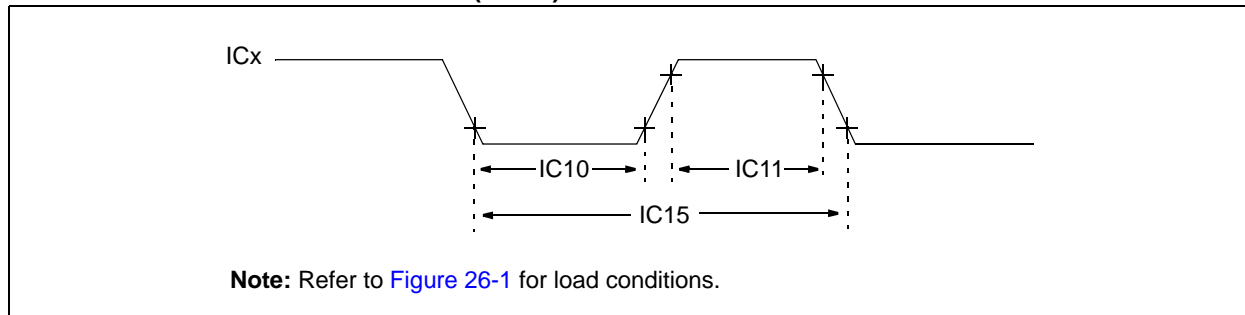 ICx
IC10
IC11
IC15
Note: Refer to Figure 26-1 for load conditions.